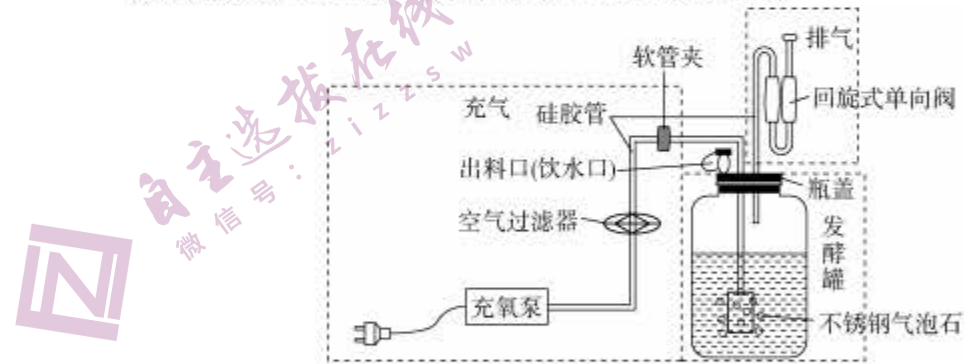 排气
软管夹
充气
硅胶管
回旋式单向阀
出料口(饮水口)
瓶盖
空气过滤器
发酵罐
充氧泵
不锈钢气泡石
自主选拔在线
微信号：zizzsw